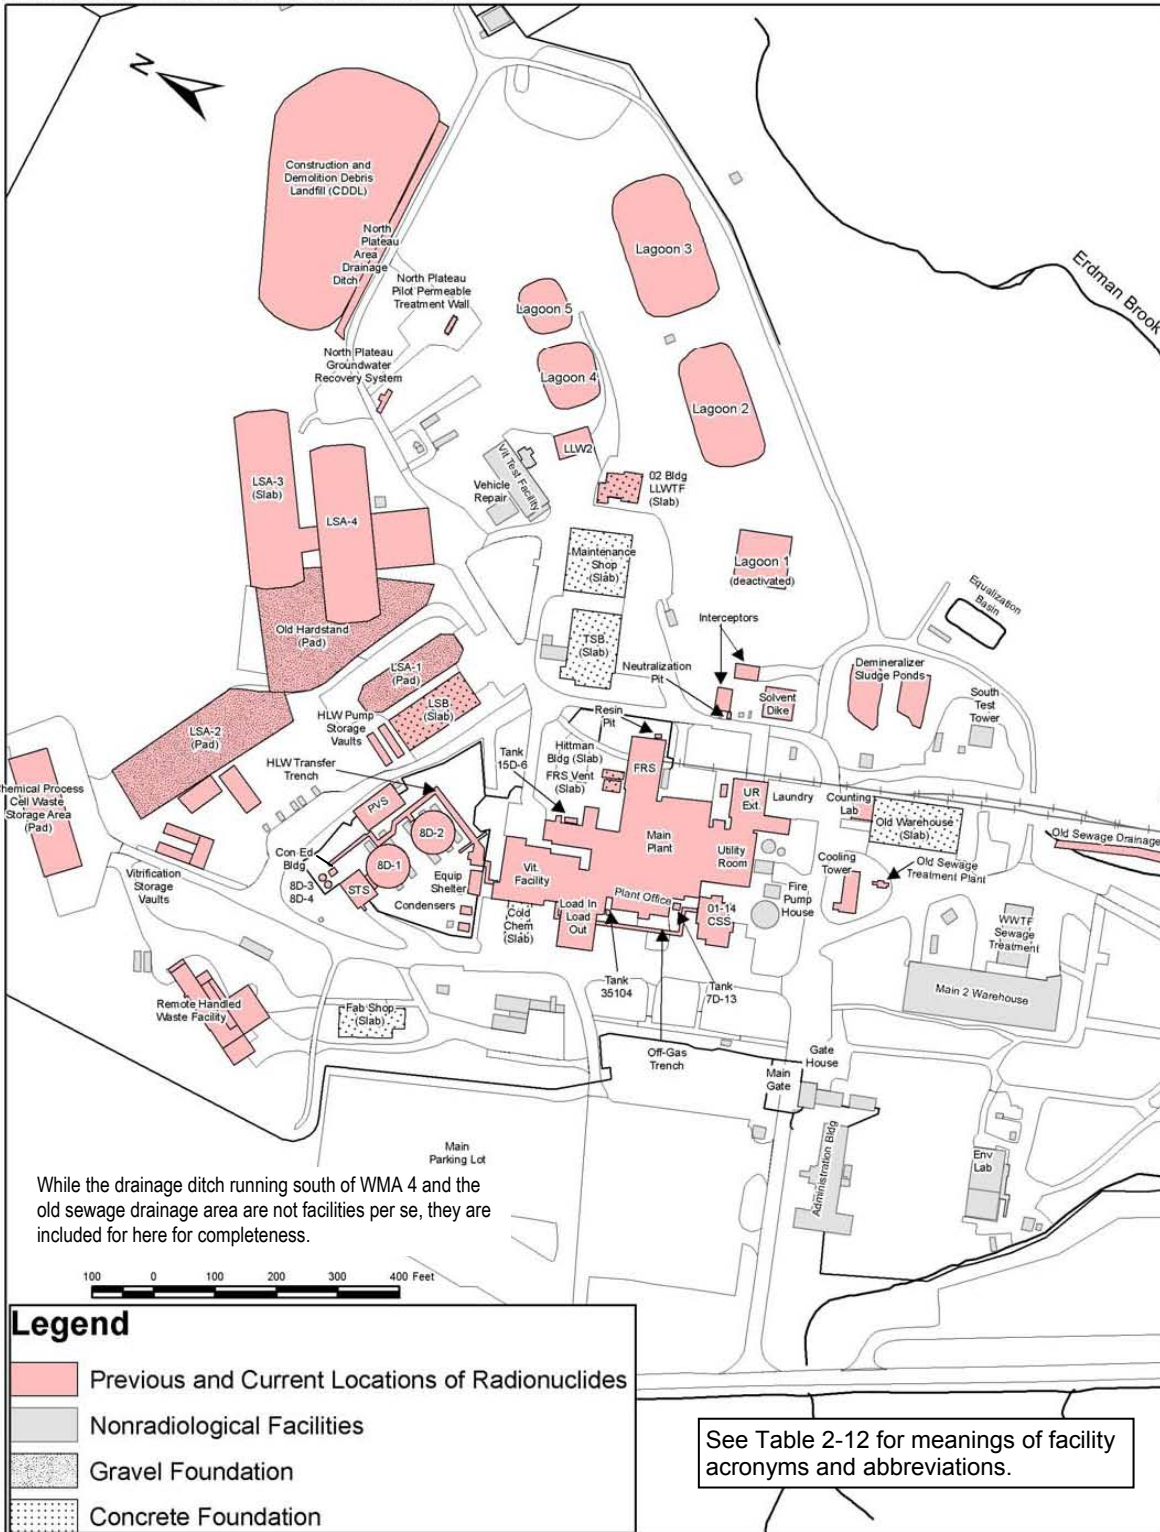 N
Construction and
Demolition Debris
Landfill (CDDL)
North
Plateau
Area
Drainage
Ditch
North Plateau
Pilot Permeable
Treatment Wall
North Plateau
Groundwater
Recovery System
Lagoon 3
Lagoon 5
Lagoon 4
Lagoon 2
Erdman Brook
LLW2
Vit Test Facility
Vehicle
Repair
02 Bldg
LLWTF
(Slab)
LSA-3
(Slab)
LSA-4
Maintenance
Shop
(Slab)
Lagoon 1
(deactivated)
Equalization
Basin
Interceptors
Old Hardstand
(Pad)
TSB
(Slab)
Neutralization
Pit
Demineralizer
Sludge Ponds
LSA-1
(Pad)
LSB
(Slab)
Solvent
Dike
South
Test
Tower
Resin
Pit
HLW Pump
Storage
Vaults
LSA-2
(Pad)
Tank
15D-6
Hittman
Bldg (Slab)
FRS Vent
(Slab)
FRS
HLW Transfer
Trench
Chemical Process
Cell Waste
Storage Area
(Pad)
PVS
8D-2
UR
Ext.
Laundry
Counting
Lab
Old Warehouse
(Slab)
Old Sewage Drainage
Main
Plant
Utility
Room
Con Ed
Bldg
8D-1
Cooling
Tower
Old Sewage
Treatment Plant
Vitrification
Storage
Vaults
8D-3
8D-4
STS
Equip
Shelter
Condensers
Vit.
Facility
Plant Office
Fire
Pump
House
Cold
Chem
(Slab)
Load In
Load
Out
01-14
CSS
WWTF
Sewage
Treatment
Main 2 Warehouse
Tank
35104
Tank
7D-13
Remote Handled
Waste Facility
Fab Shop
(Slab)
Off-Gas
Trench
Gate
House
Main
Gate
Main
Parking Lot
Administration Bldg
Env
Lab
While the drainage ditch running south of WMA 4 and the
old sewage drainage area are not facilities per se, they are
included for here for completeness.
100 0 100 200 300 400 Feet
Legend
Previous and Current Locations of Radionuclides
Nonradiological Facilities
Gravel Foundation
Concrete Foundation
See Table 2-12 for meanings of facility
acronyms and abbreviations.